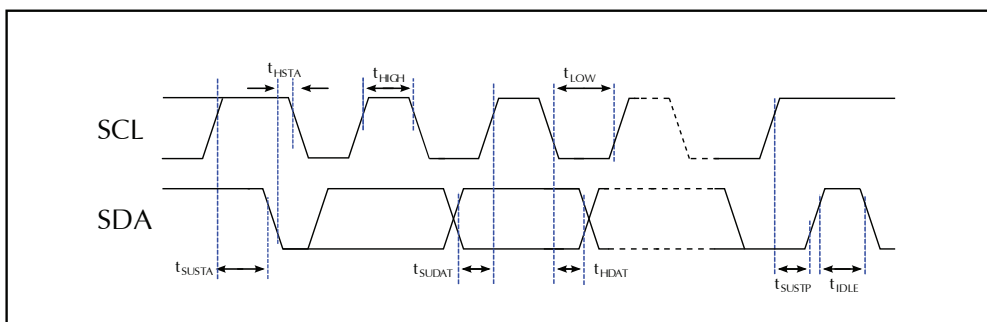 tHSTA tHIGH tLOW
SCL
SDA
tSUSTA tSUDAT tHDAT tSUSTP tIDLE